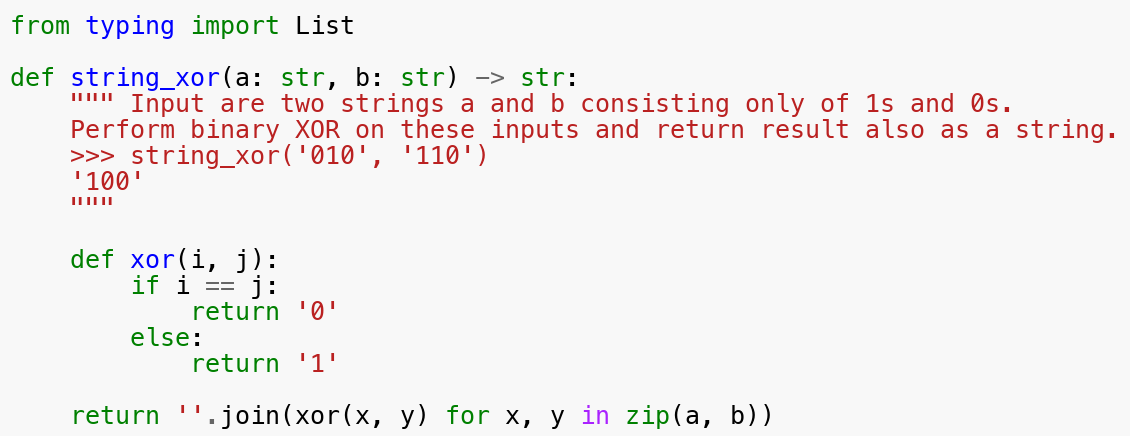 from typing import List

def string_xor(a: str, b: str) -> str:
    """ Input are two strings a and b consisting only of 1s and 0s.
    Perform binary XOR on these inputs and return result also as a string.
    >>> string_xor('010', '110')
    '100'
    """

    def xor(i, j):
        if i == j:
            return '0'
        else:
            return '1'

    return ''.join(xor(x, y) for x, y in zip(a, b))